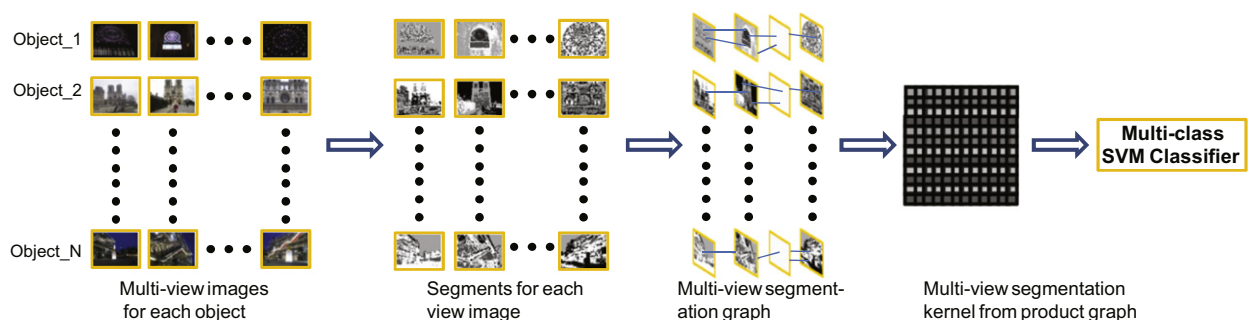 Object_1
Object_2
Object_N
Multi-view images
for each object
Segments for each
view image
Multi-view segment-
ation graph
Multi-view segmentation
kernel from product graph
Multi-class
SVM Classifier